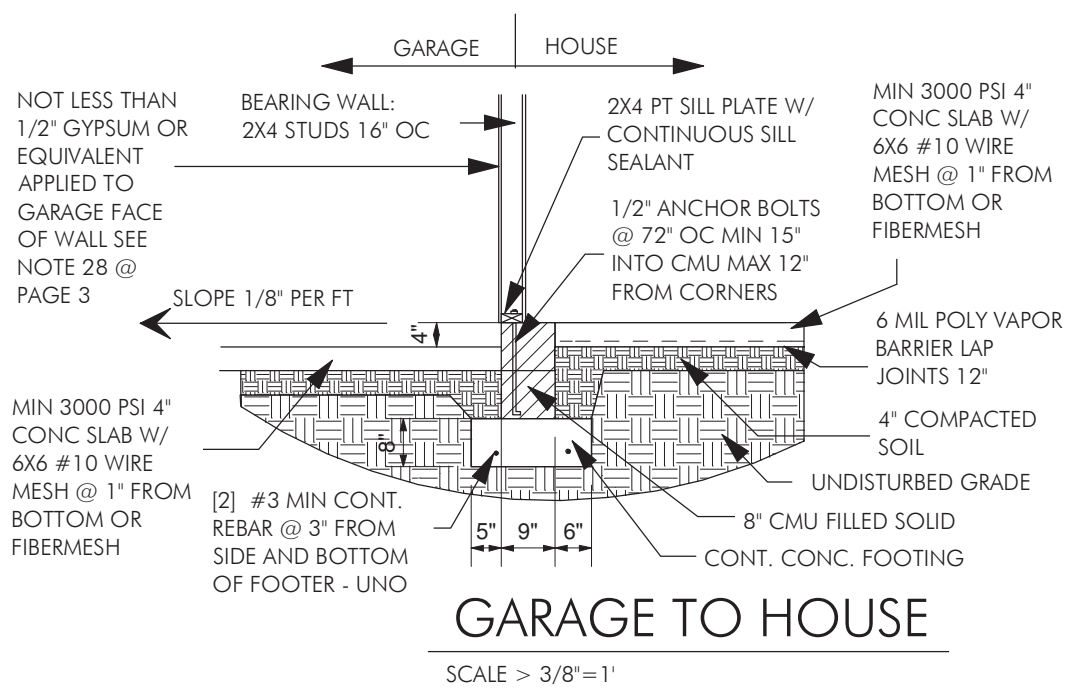 GARAGE
HOUSE
NOT LESS THAN
1/2" GYPSUM OR
EQUIVALENT
APPLIED TO
GARAGE FACE
OF WALL SEE
NOTE 28 @
PAGE 3
BEARING WALL:
2X4 STUDS 16" OC
2X4 PT SILL PLATE W/
CONTINUOUS SILL
SEALANT
1/2" ANCHOR BOLTS
@ 72" OC MIN 15"
INTO CMU MAX 12"
FROM CORNERS
MIN 3000 PSI 4"
CONC SLAB W/
6X6 #10 WIRE
MESH @ 1" FROM
BOTTOM OR
FIBERMESH
SLOPE 1/8" PER FT
4"
6 MIL POLY VAPOR
BARRIER LAP
JOINTS 12"
4" COMPACTED
SOIL
UNDISTURBED GRADE
8"
MIN 3000 PSI 4"
CONC SLAB W/
6X6 #10 WIRE
MESH @ 1" FROM
BOTTOM OR
FIBERMESH
[2] #3 MIN CONT.
REBAR @ 3" FROM
SIDE AND BOTTOM
OF FOOTER - UNO
5"
9"
6"
8" CMU FILLED SOLID
CONT. CONC. FOOTING
GARAGE TO HOUSE
SCALE > 3/8"=1'